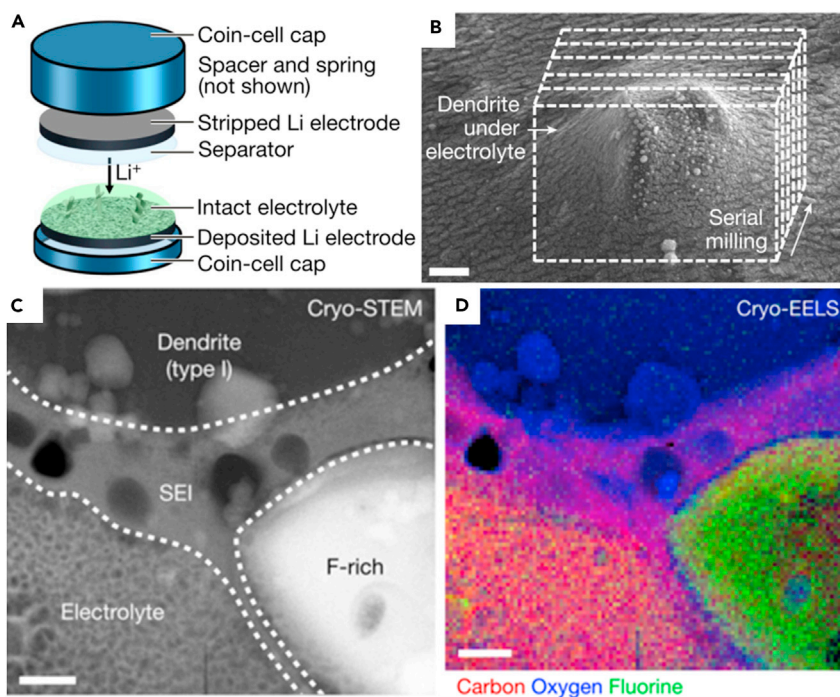 A
Coin-cell cap
Spacer and spring
(not shown)
Stripped Li electrode
Separator
Li+
Intact electrolyte
Deposited Li electrode
Coin-cell cap
B
Dendrite
under
electrolyte
Serial
milling
C
Cryo-STEM
Dendrite
(type I)
SEI
F-rich
Electrolyte
D
Cryo-EELS
Carbon Oxygen Fluorine